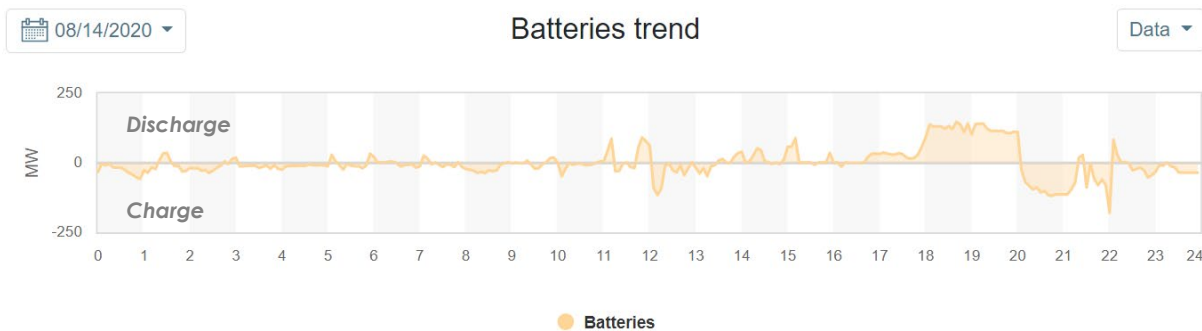 08/14/2020
Batteries trend
Data
250
Discharge
MW
0
Charge
-250
0 1 2 3 4 5 6 7 8 9 10 11 12 13 14 15 16 17 18 19 20 21 22 23 24
Batteries